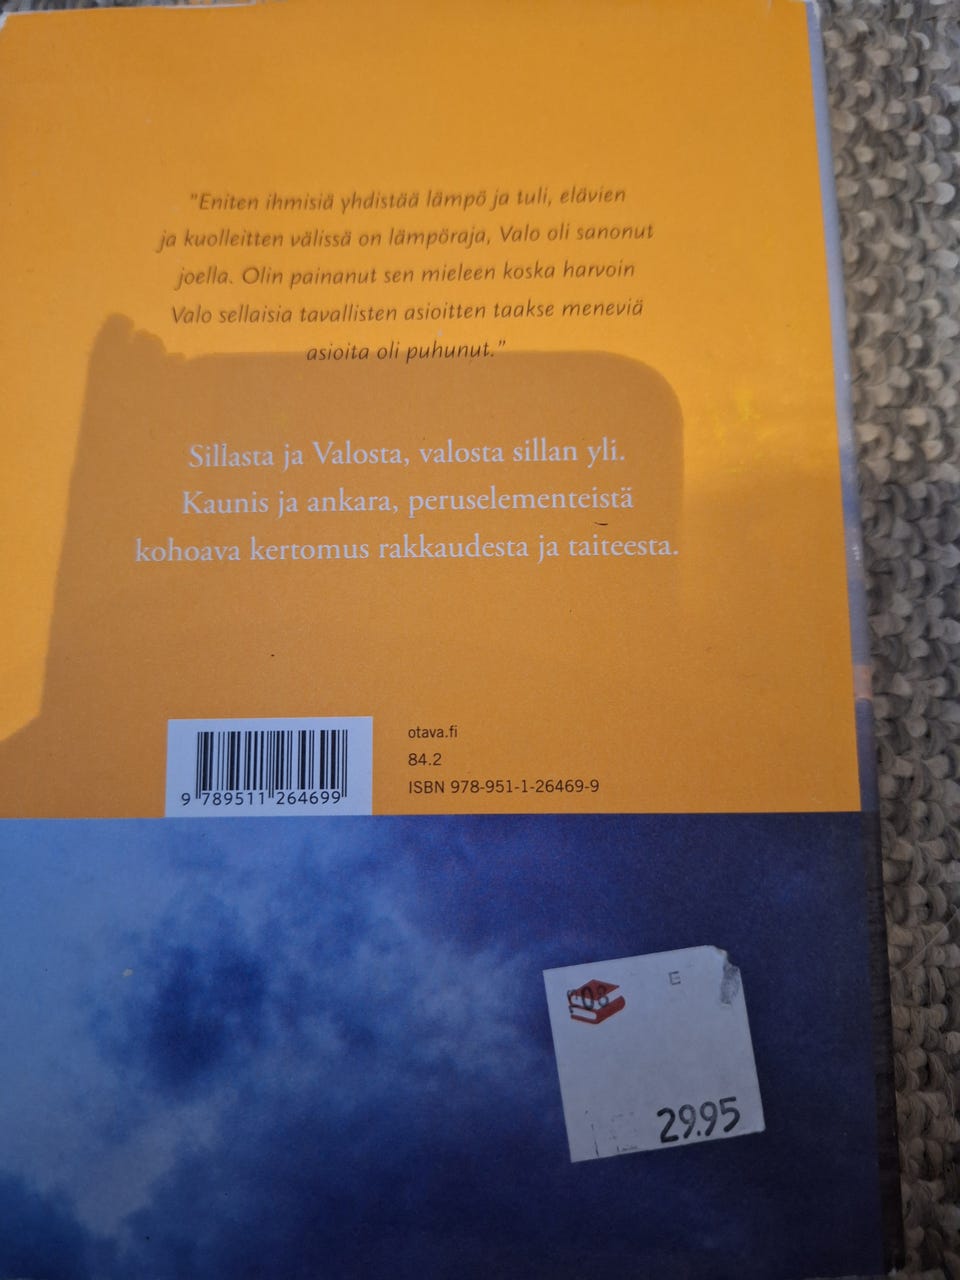 "Eniten ihmisiä yhdistää lämpö ja tuli, elävien
ja kuolleitten välissä on lämpöraja, Valo oli sanonut
joella. Olin painanut sen mieleen koska harvoin
Valo sellaisia tavallisten asioitten taakse meneviä
asioita oli puhunut."
Sillasta ja Valosta, valosta sillan yli.
Kaunis ja ankara, peruselementeistä
kohoava kertomus rakkaudesta ja taiteesta.
otava.fi
84.2
ISBN 978-951-1-26469-9
9 789511 264699
E
29.95